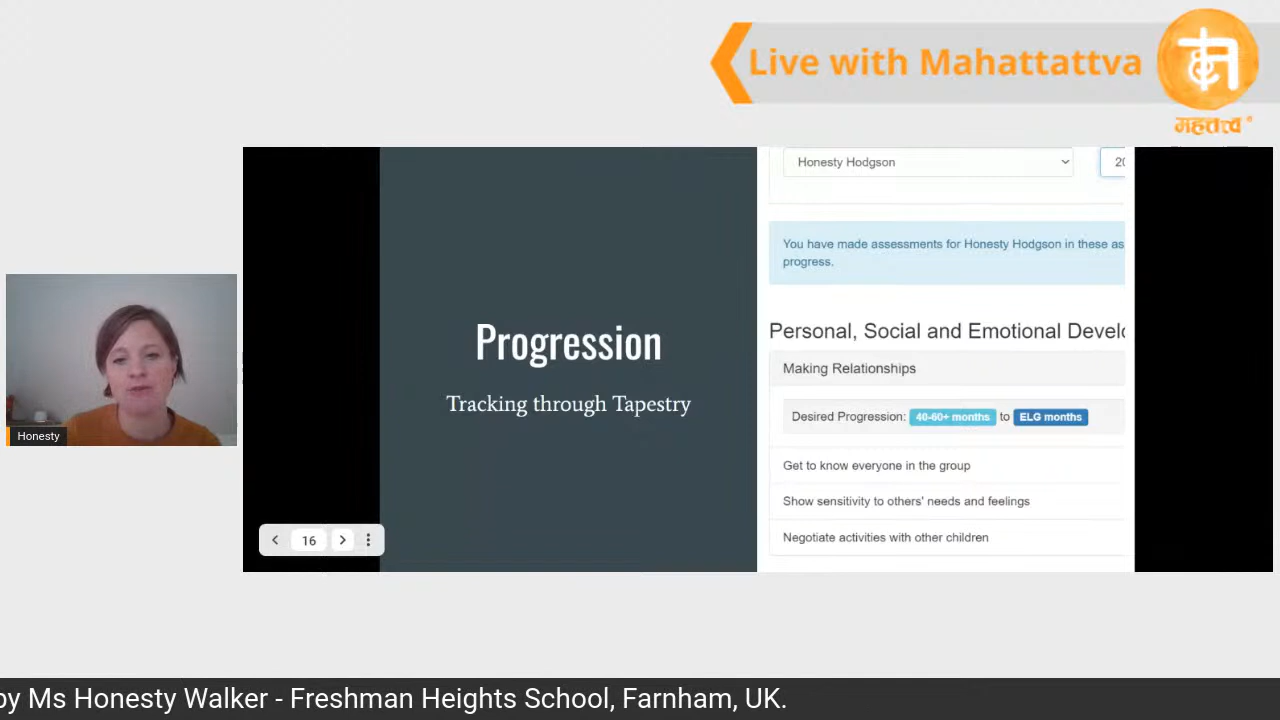 Live with Mahattattva
महत्तत्त्व®
Honesty Hodgson
20
You have made assessments for Honesty Hodgson in these as
progress.
Progression
Tracking through Tapestry
Personal, Social and Emotional Develo
Making Relationships
Desired Progression: 40-60+ months to ELG months
Get to know everyone in the group
Show sensitivity to others' needs and feelings
Negotiate activities with other children
Honesty
16
by Ms Honesty Walker - Freshman Heights School, Farnham, UK.